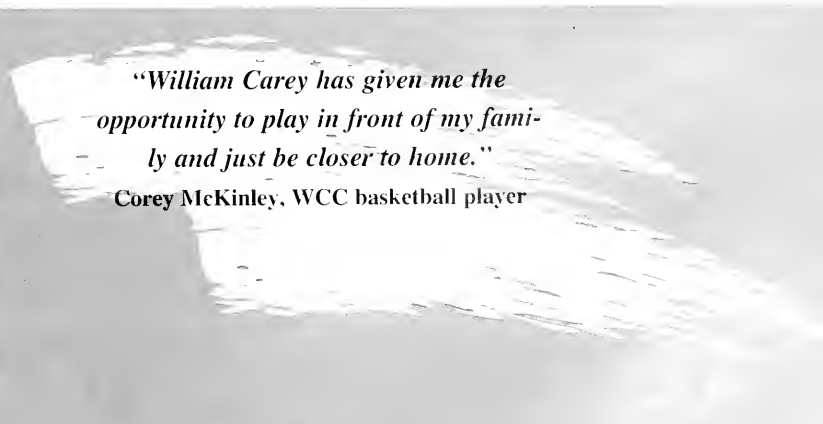 “William Carey has given me the
opportunity to play in front of my fami-
ly and just be closer to home.”
Corey McKinley, WCC basketball player